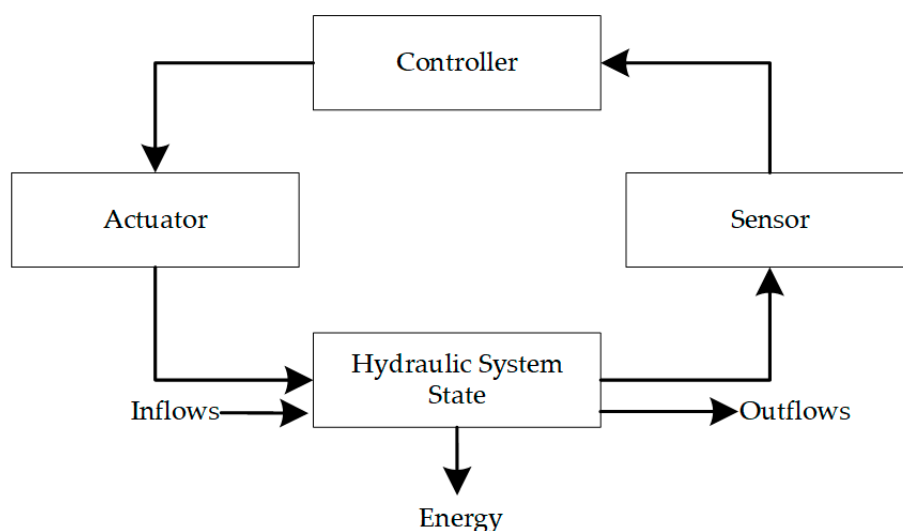 Controller
Actuator
Sensor
Hydraulic System
State
Inflows
Outflows
Energy